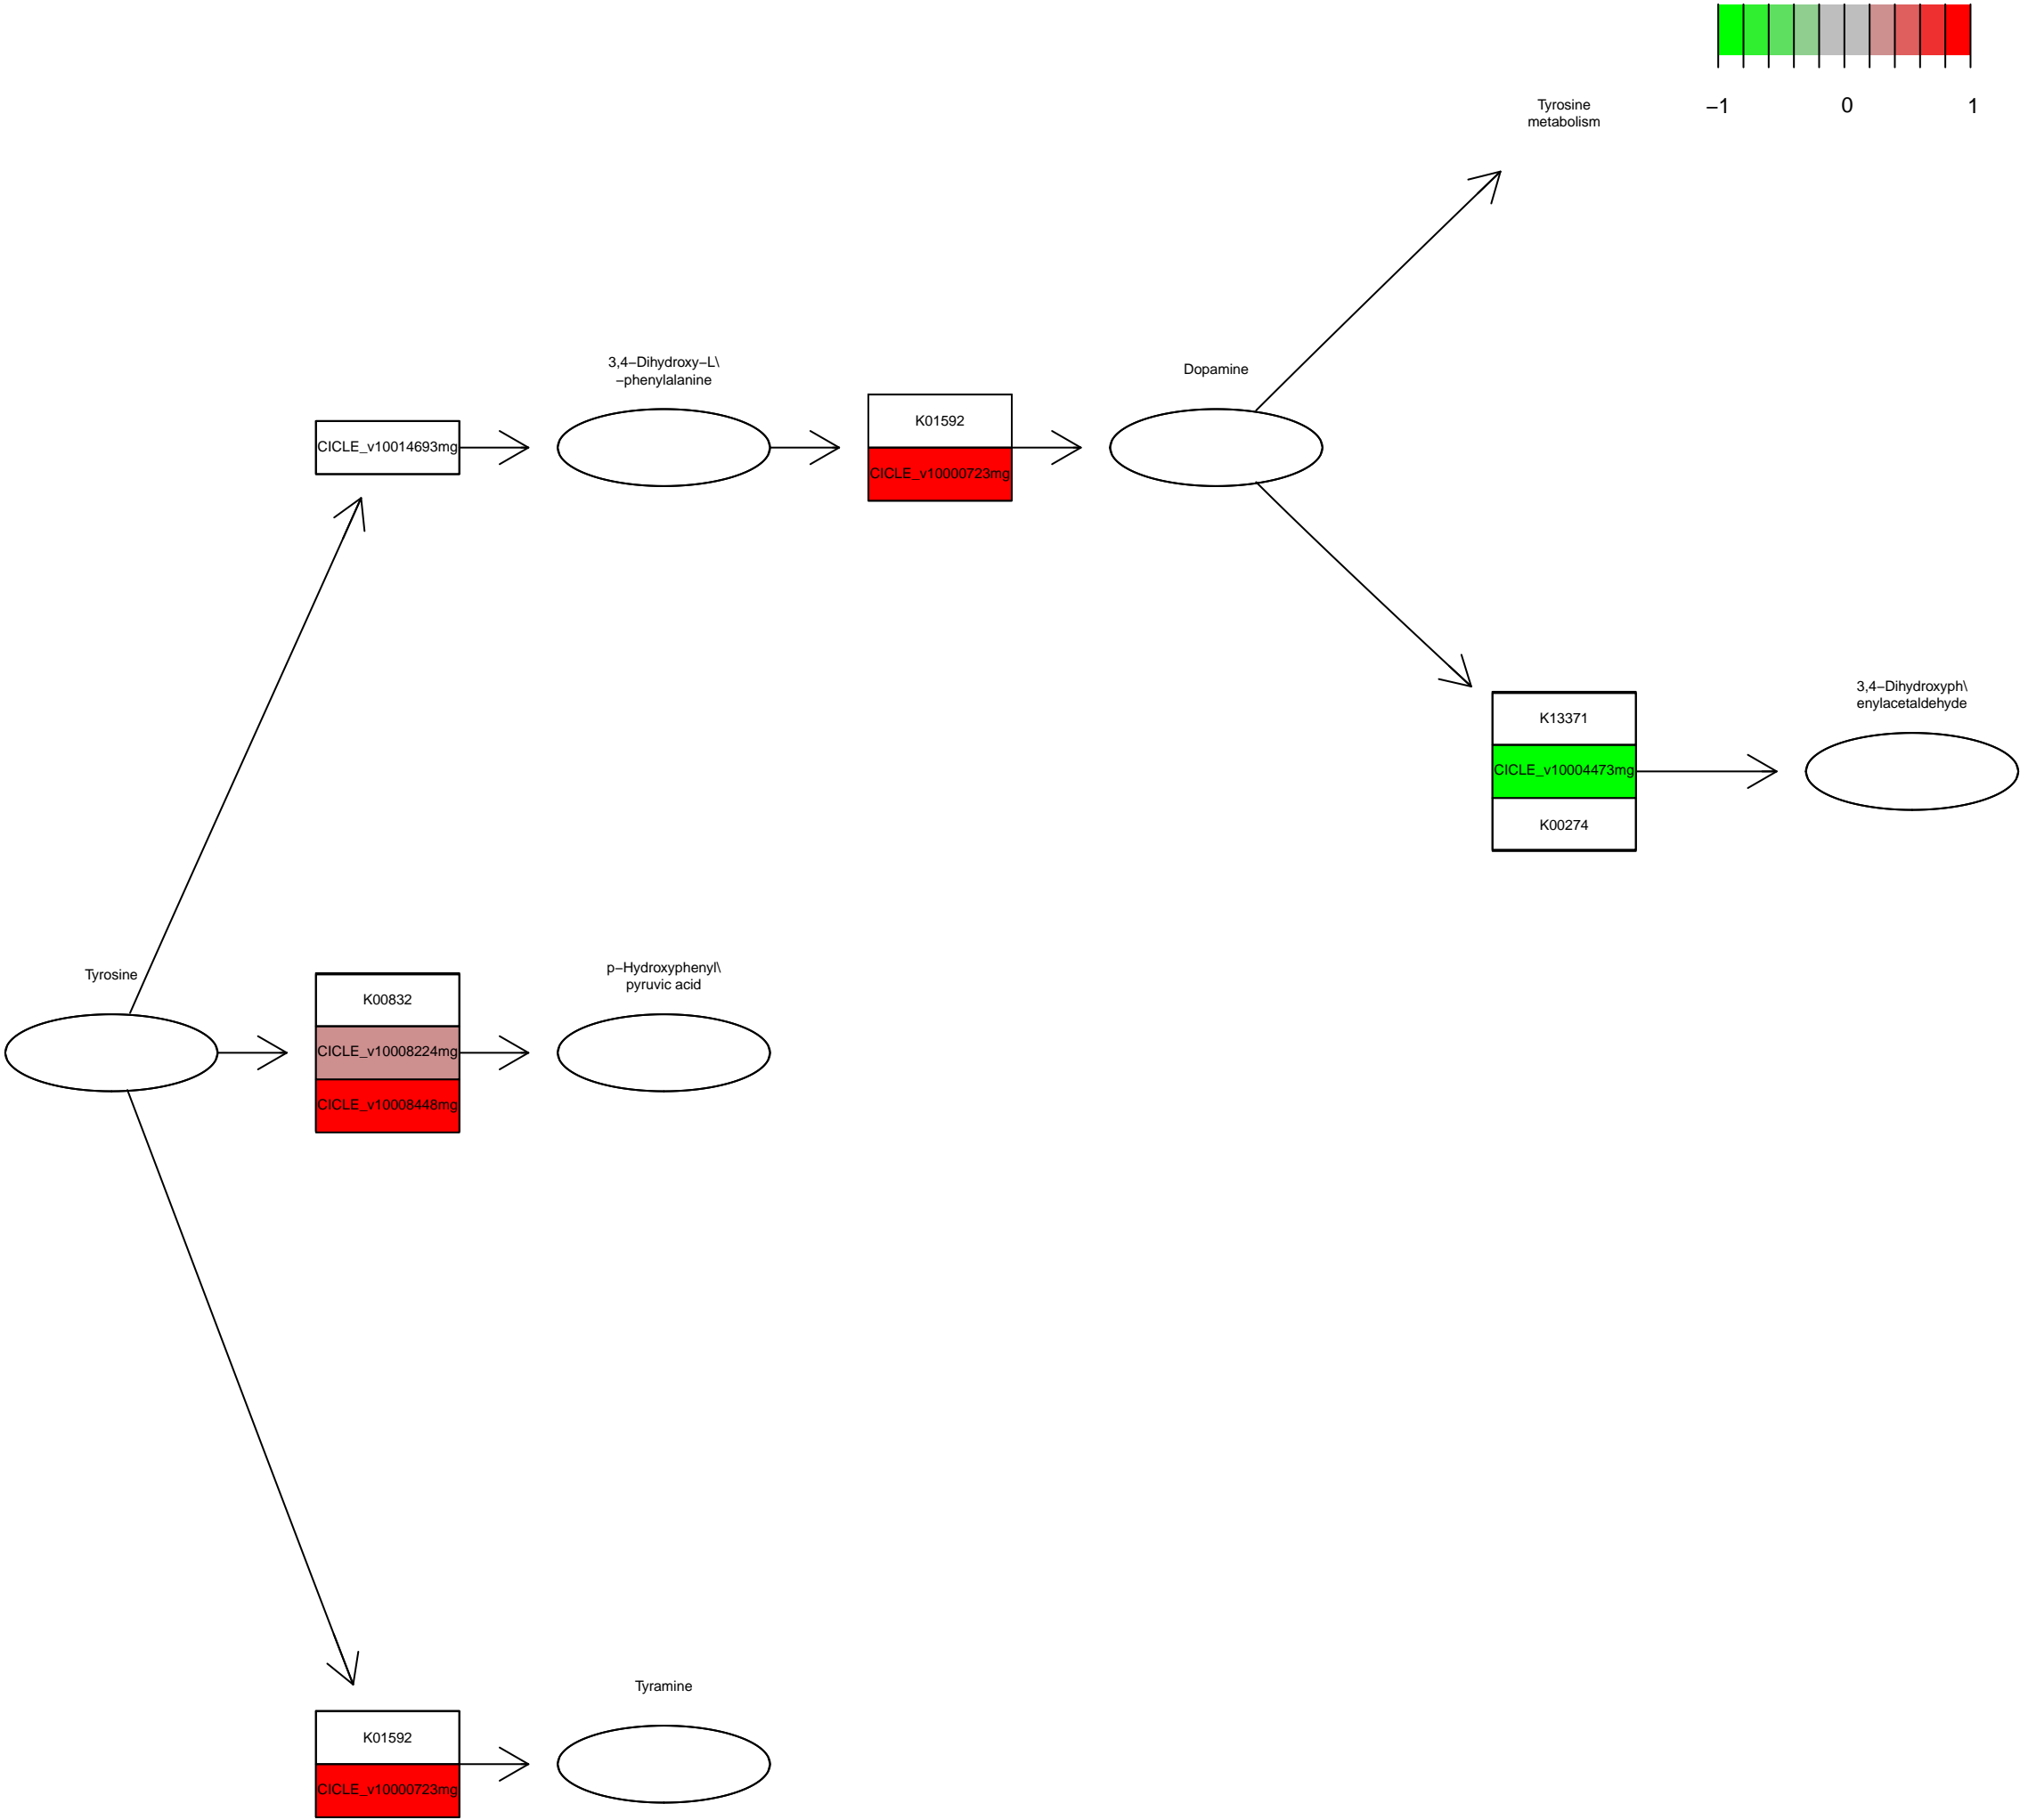 −1 0 1
Tyrosine
metabolism
3,4−Dihydroxy−L\
−phenylalanine
Dopamine
K01592
CICLE_v10014693mg
CICLE_v10000723mg
3,4−Dihydroxyph\
enylacetaldehyde
K13371
CICLE_v10004473mg
K00274
Tyrosine
p−Hydroxyphenyl\
pyruvic acid
K00832
CICLE_v10008224mg
CICLE_v10008448mg
Tyramine
K01592
CICLE_v10000723mg